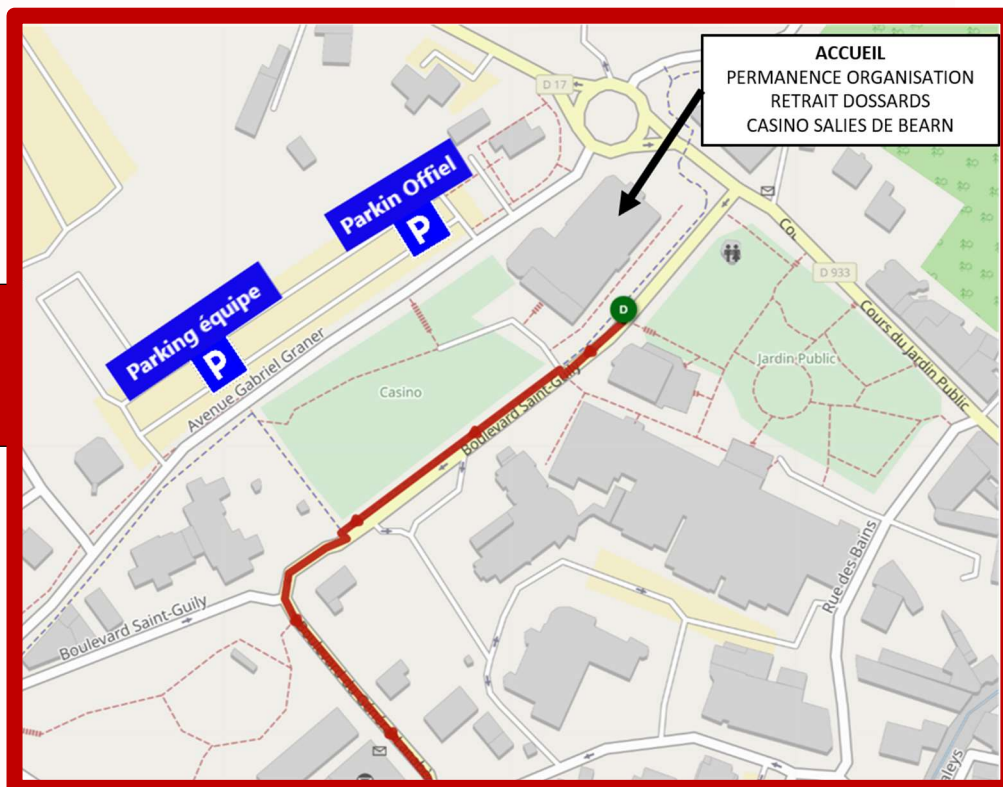 ACCUEIL
PERMANENCE ORGANISATION
RETRAIT DOSSARDS
CASINO SALIES DE BEARN
D 17
Parkin Offiel
P
Parking équipe
P
Avenue Gabriel Graner
Casino
D
Boulevard Saint-Guily
Jardin Public
D 933
Cours du Jardin Public
Rue des Bains
Boulevard Saint-Guily